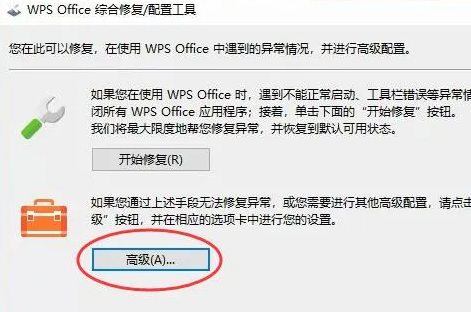 WPS Office 综合修复/配置工具
您在此可以修复，在使用 WPS Office 中遇到的异常情况，并进行高级配置。
如果您在使用 WPS Office 时，遇到不能正常启动、工具栏错误等异常情
闭所有 WPS Office 应用程序；接着，单击下面的“开始修复”按钮。
我们将最大限度地帮您修复异常，并恢复到默认可用状态。
开始修复(R)
如果您通过上述手段无法修复异常，或您需要进行其他高级配置，请点击
级”按钮，并在相应的选项卡中进行您的设置。
高级(A)...